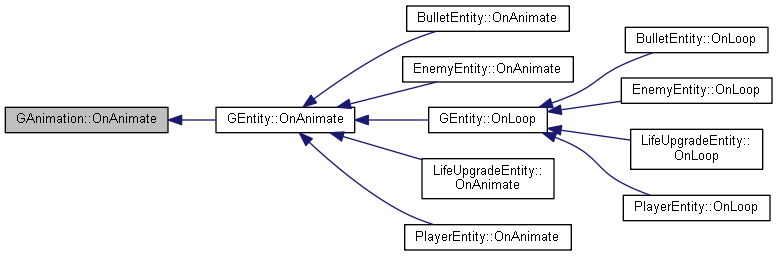 GAnimation::OnAnimate
GEntity::OnAnimate
BulletEntity::OnAnimate
EnemyEntity::OnAnimate
GEntity::OnLoop
LifeUpgradeEntity::
OnAnimate
PlayerEntity::OnAnimate
BulletEntity::OnLoop
EnemyEntity::OnLoop
LifeUpgradeEntity::
OnLoop
PlayerEntity::OnLoop